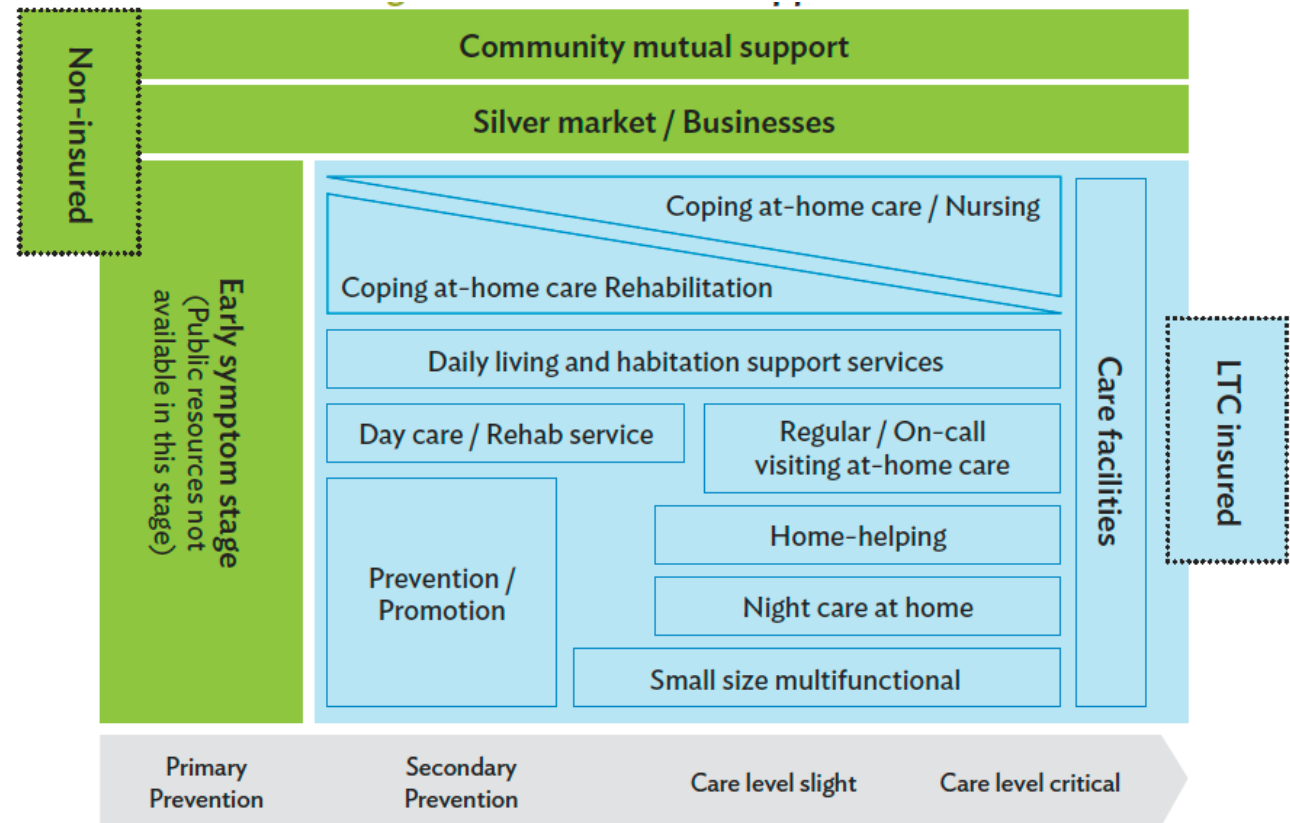 Non-insured
Community mutual support
Silver market / Businesses
Early symptom stage
(Public resources not
available in this stage)
Coping at-home care / Nursing
Coping at-home care Rehabilitation
Daily living and habitation support services
Day care / Rehab service
Regular / On-call
visiting at-home care
Prevention /
Promotion
Home-helping
Night care at home
Small size multifunctional
Care facilities
LTC insured
Primary
Prevention
Secondary
Prevention
Care level slight
Care level critical